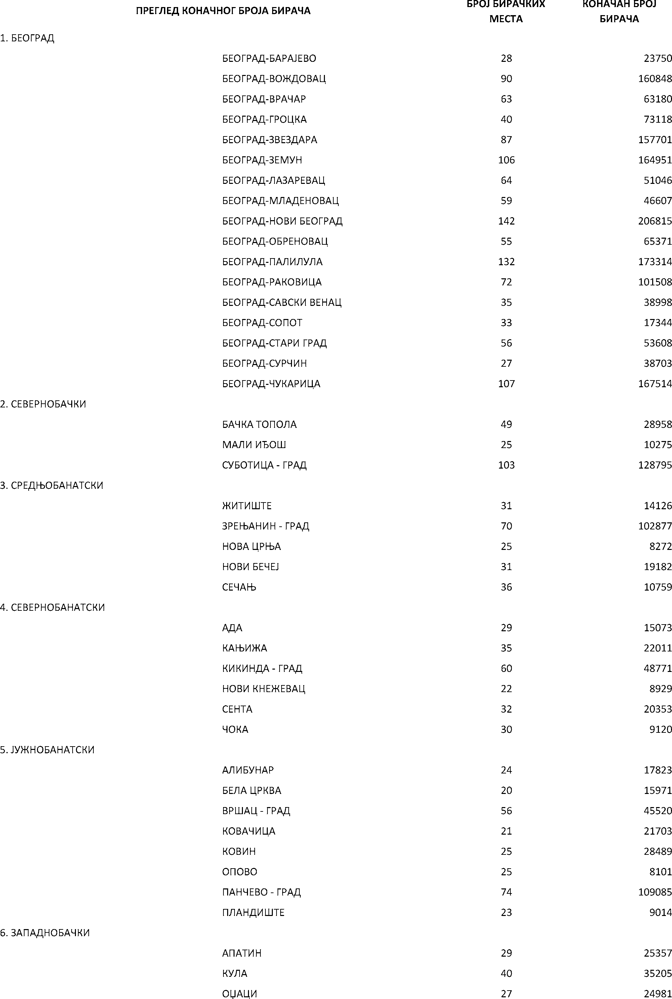 ПРЕГЛЕД КОНАЧНОГ БРОЈА БИРАЧА БРОЈ БИРАЧКИХ МЕСТА КОНАЧАН БРОЈ БИРАЧА
1. БЕОГРАД
БЕОГРАД-БАРАЈЕВО 28 23750
БЕОГРАД-ВОЖДОВАЦ 90 160848
БЕОГРАД-ВРАЧАР 63 63180
БЕОГРАД-ГРОЦКА 40 73118
БЕОГРАД-ЗВЕЗДАРА 87 157701
БЕОГРАД-ЗЕМУН 106 164951
БЕОГРАД-ЛАЗАРЕВАЦ 64 51046
БЕОГРАД-МЛАДЕНОВАЦ 59 46607
БЕОГРАД-НОВИ БЕОГРАД 142 206815
БЕОГРАД-ОБРЕНОВАЦ 55 65371
БЕОГРАД-ПАЛИЛУЛА 132 173314
БЕОГРАД-РАКОВИЦА 72 101508
БЕОГРАД-САВСКИ ВЕНАЦ 35 38998
БЕОГРАД-СОПОТ 33 17344
БЕОГРАД-СТАРИ ГРАД 56 53608
БЕОГРАД-СУРЧИН 27 38703
БЕОГРАД-ЧУКАРИЦА 107 167514
2. СЕВЕРНОБАЧКИ
БАЧКА ТОПОЛА 49 28958
МАЛИ ИЂОШ 25 10275
СУБОТИЦА - ГРАД 103 128795
3. СРЕДЊОБАНАТСКИ
ЖИТИШТЕ 31 14126
ЗРЕЊАНИН - ГРАД 70 102877
НОВА ЦРЊА 25 8272
НОВИ БЕЧЕЈ 31 19182
СЕЧАЊ 36 10759
4. СЕВЕРНОБАНАТСКИ
АДА 29 15073
КАЊИЖА 35 22011
КИКИНДА - ГРАД 60 48771
НОВИ КНЕЖЕВАЦ 22 8929
СЕНТА 32 20353
ЧОКА 30 9120
5. ЈУЖНОБАНАТСКИ
АЛИБУНАР 24 17823
БЕЛА ЦРКВА 20 15971
ВРШАЦ - ГРАД 56 45520
КОВАЧИЦА 21 21703
КОВИН 25 28489
ОПОВО 25 8101
ПАНЧЕВО - ГРАД 74 109085
ПЛАНДИШТЕ 23 9014
6. ЗАПАДНОБАЧКИ
АПАТИН 29 25357
КУЛА 40 35205
ОЏАЦИ 27 24981